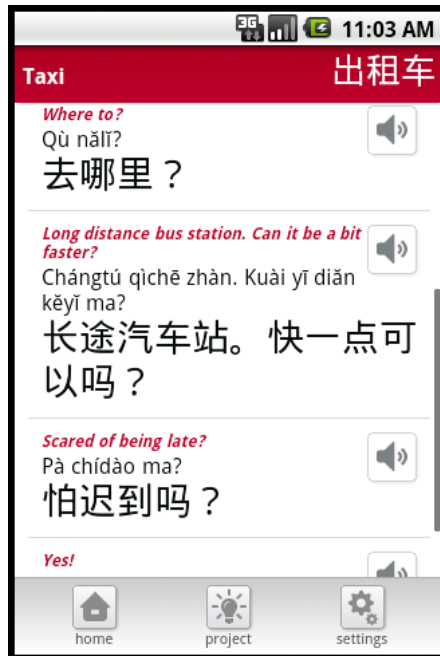 3G 11:03 AM
Taxi 出租车
Where to?
Qù nǎlǐ?
去哪里？
Long distance bus station. Can it be a bit
faster?
Chángtú qìchē zhàn. Kuài yī diǎn
kěyǐ ma?
长途汽车站。快一点可
以吗？
Scared of being late?
Pà chídào ma?
怕迟到吗？
Yes!
home project settings